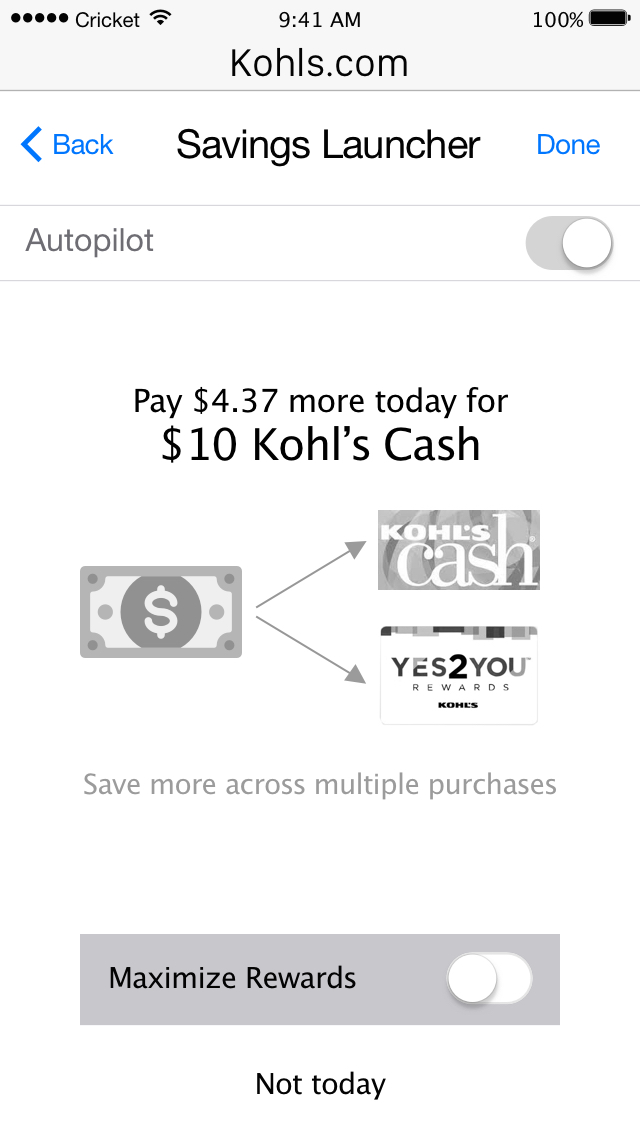 Cricket 9:41 AM 100%
Kohls.com
Back Savings Launcher Done
Autopilot
Pay $4.37 more today for
$10 Kohl’s Cash
KOHL'S
cash®
$
YES2YOU™
REWARDS
KOHL'S
Save more across multiple purchases
Maximize Rewards
Not today